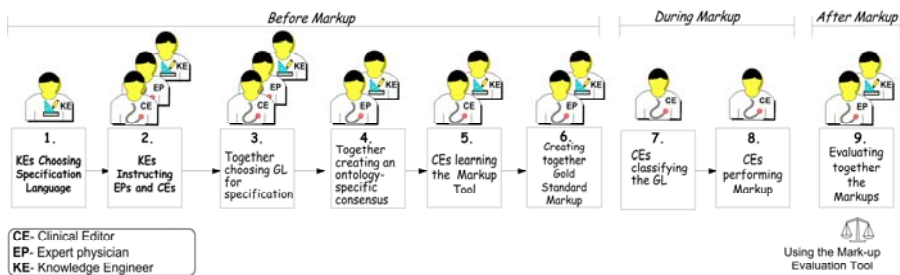 Before Markup
During Markup
After Markup
KE
KE
EP
CE
KE
EP
CE
KE
EP
KE
CE
KE
EP
CE
CE
KE
EP
1.
KEs Choosing
Specification
Language
2.
KEs
Instructing
EPs and CEs
3.
Together
choosing GL
for
specification
4.
Together
creating an
ontology-
specific
consensus
5.
CEs learning
the Markup
Tool
6.
Creating
together
Gold
Standard
Markup
7.
CEs
classifying
the GL
8.
CEs
performing
Markup
9.
Evaluating
together
the
Markups
CE- Clinical Editor
EP- Expert physician
KE- Knowledge Engineer
Using the Mark-up
Evaluation Tool